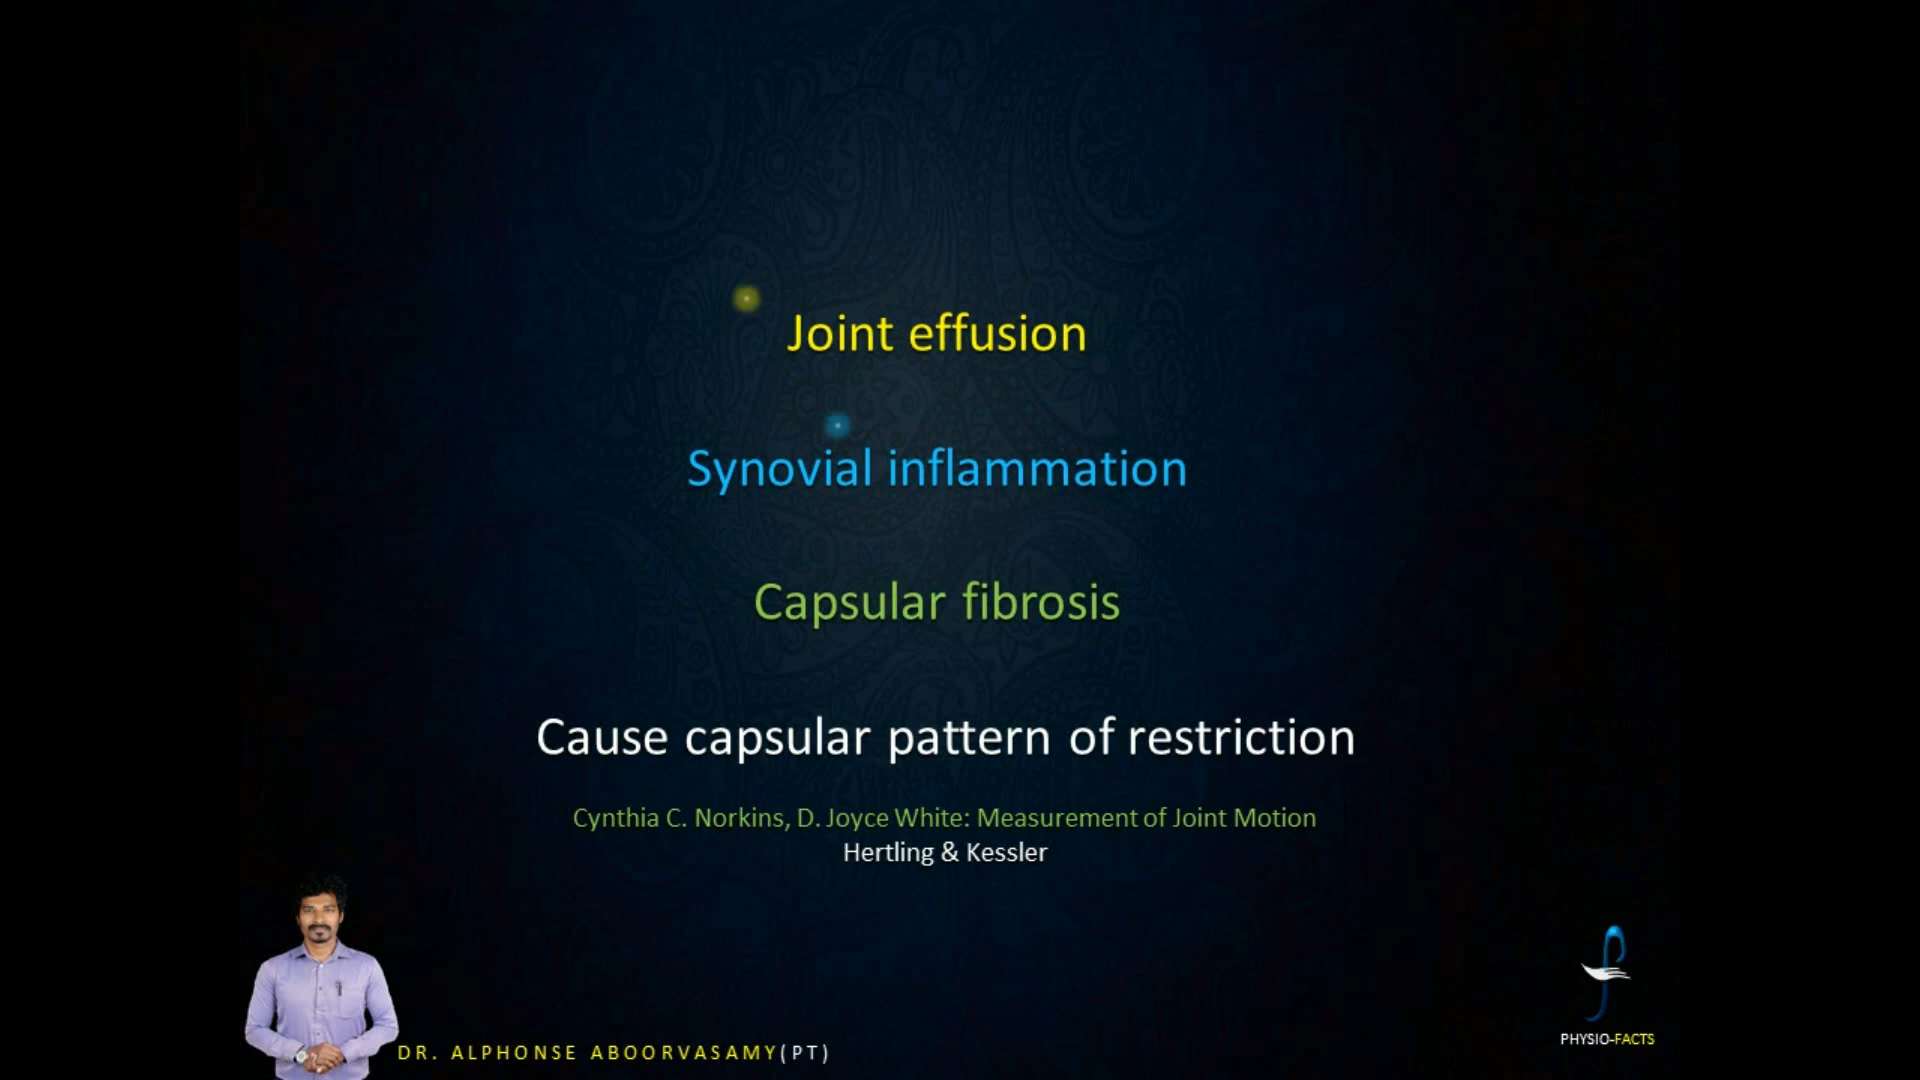 Joint effusion
Synovial inflammation
Capsular fibrosis
Cause capsular pattern of restriction
Cynthia C. Norkins, D. Joyce White: Measurement of Joint Motion
Hertling & Kessler
DR. ALPHONSE ABOORVASAMY(PT)
PHYSIO-FACTS